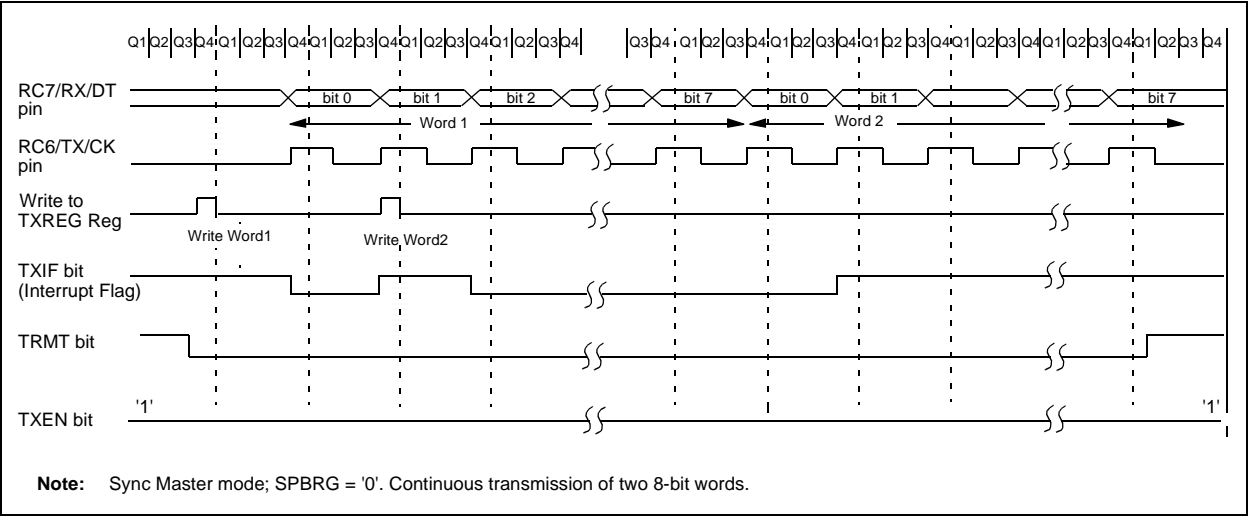 Q1 Q2 Q3 Q4 Q1 Q2 Q3 Q4 Q1 Q2 Q3 Q4 Q1 Q2 Q3 Q4 Q1 Q2 Q3 Q4 Q3 Q4 Q1 Q2 Q3 Q4 Q1 Q2 Q3 Q4 Q1 Q2 Q3 Q4 Q1 Q2 Q3 Q4 Q1 Q2 Q3 Q4 Q1 Q2 Q3 Q4
RC7/RX/DT
pin
bit 0 bit 1 bit 2 bit 7 bit 0 bit 1 bit 7
Word 1 Word 2
RC6/TX/CK
pin
Write to
TXREG Reg
Write Word1 Write Word2
TXIF bit
(Interrupt Flag)
TRMT bit
'1' '1'
TXEN bit
Note: Sync Master mode; SPBRG = '0'. Continuous transmission of two 8-bit words.